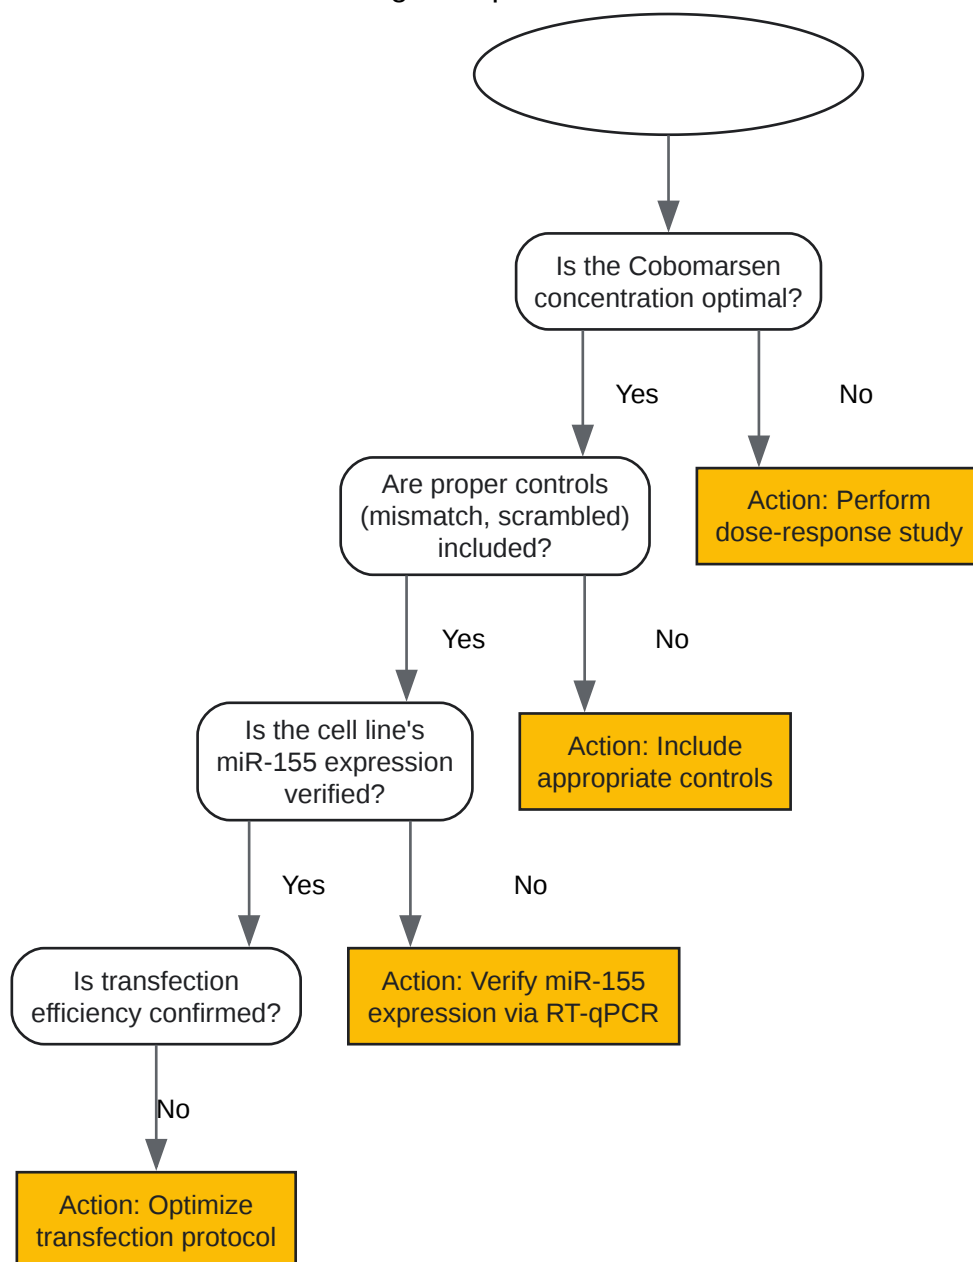 Is the Cobomarsen
concentration optimal?
Yes
No
Are proper controls
(mismatch, scrambled)
included?
Action: Perform
dose-response study
Yes
No
Is the cell line's
miR-155 expression
verified?
Action: Include
appropriate controls
Yes
No
Is transfection
efficiency confirmed?
Action: Verify miR-155
expression via RT-qPCR
No
Action: Optimize
transfection protocol